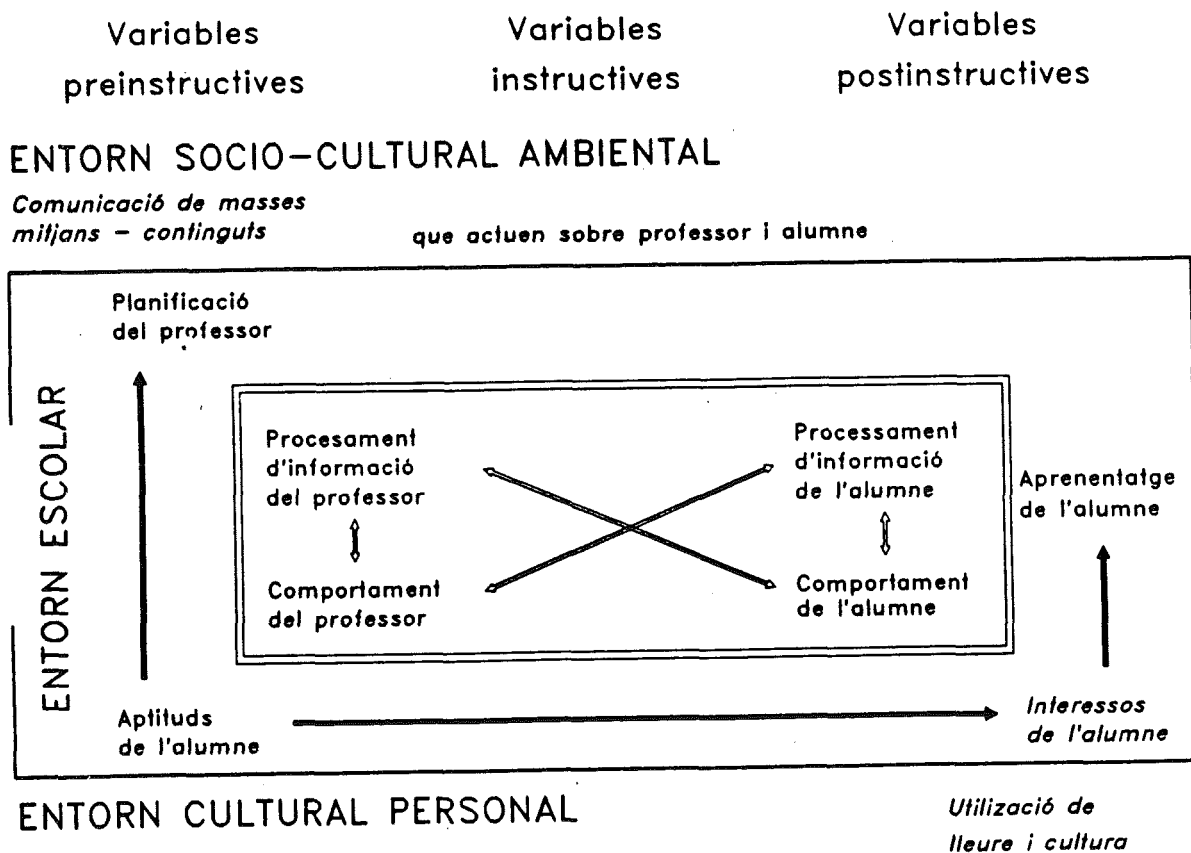 Variables
preinstructives
Variables
instructives
Variables
postinstructives
ENTORN SOCIO-CULTURAL AMBIENTAL
Comunicació de masses
mitjans - continguts
que actuen sobre professor i alumne
Planificació
del professor
ENTORN ESCOLAR
Procesament
d'informació
del professor
Processament
d'informació
de l'alumne
Aprenentatge
de l'alumne
Comportament
del professor
Comportament
de l'alumne
Aptituds
de l'alumne
Interessos
de l'alumne
ENTORN CULTURAL PERSONAL
Utilizació de
lleure i cultura